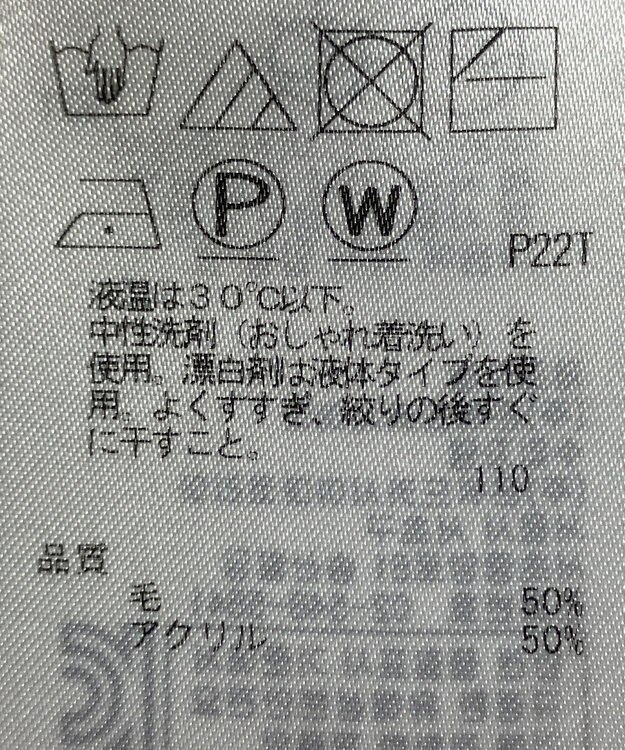 P W P22T
液温は30℃以下。
中性洗剤（おしゃれ着洗い）を
使用。漂白剤は液体タイプを使
用。よくすすぎ、絞りの後すぐ
に干すこと。
110
品質
毛 50%
アクリル 50%